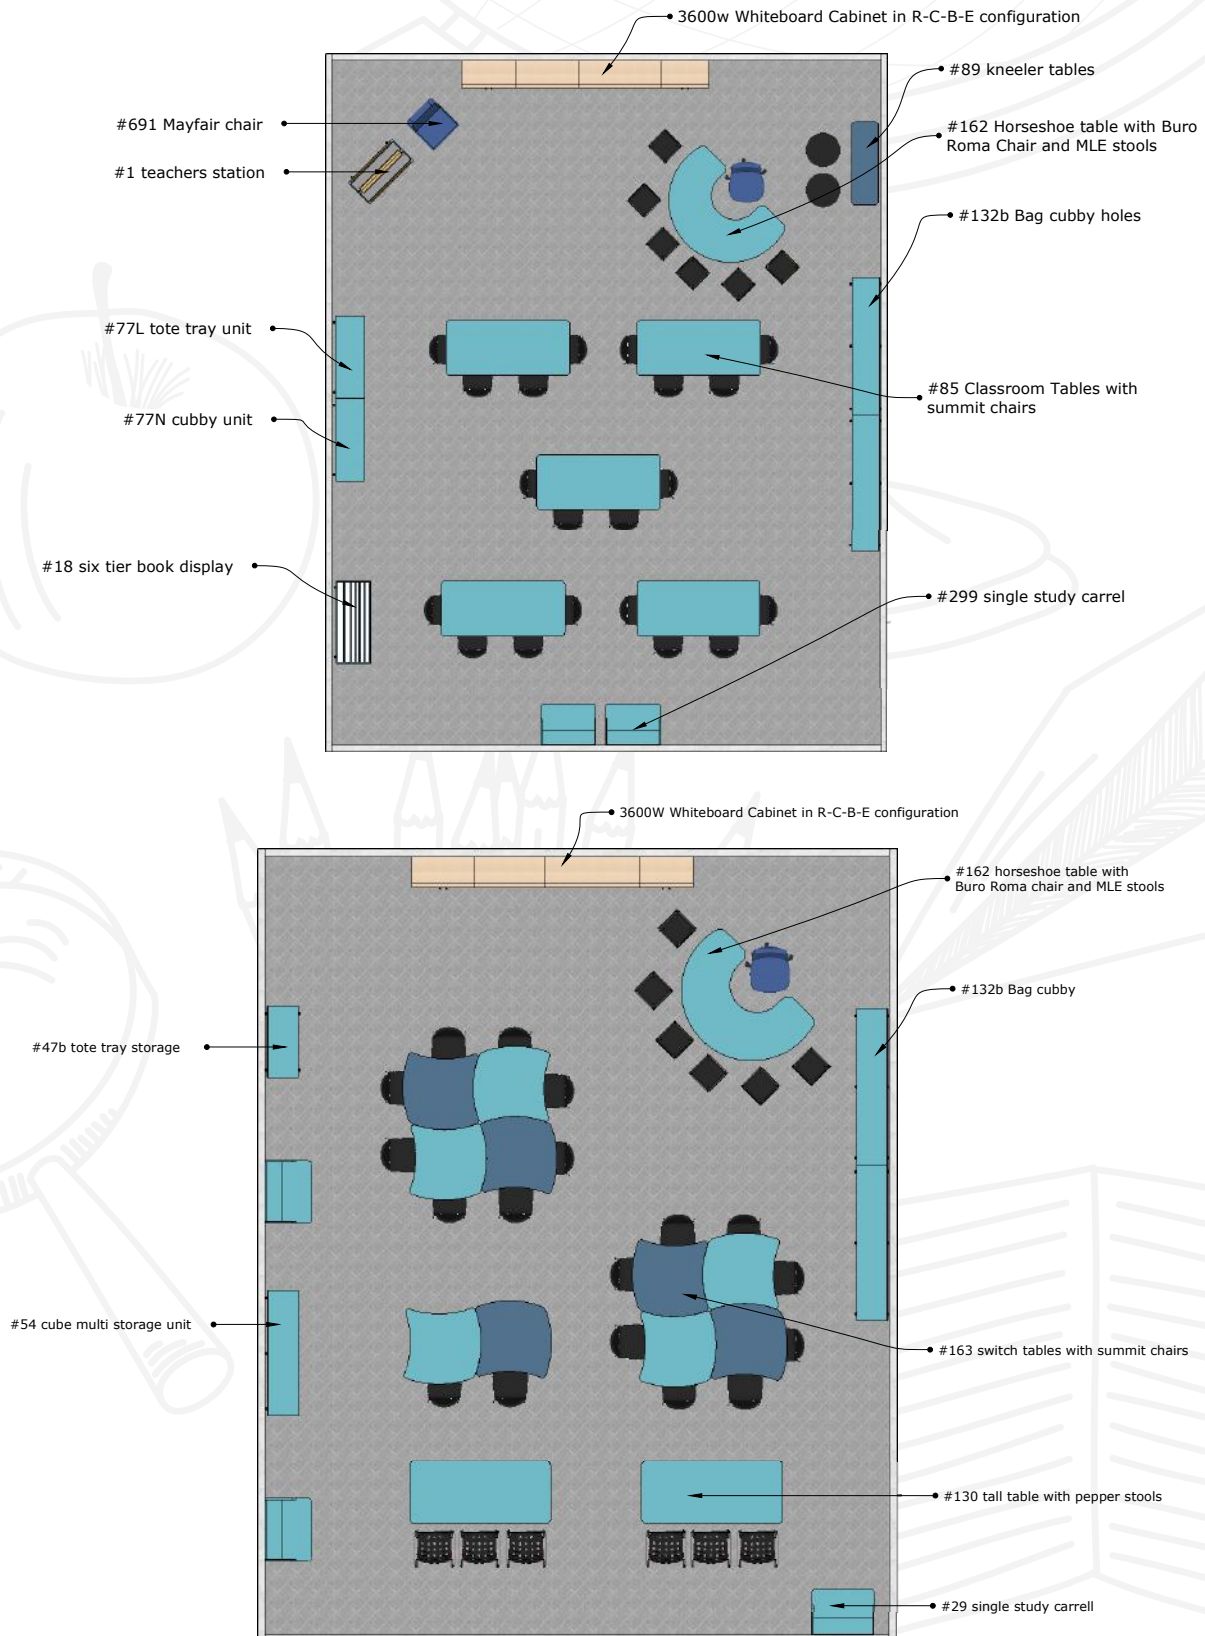 3600w Whiteboard Cabinet in R-C-B-E configuration
#89 kneeler tables
#691 Mayfair chair
#162 Horseshoe table with Buro
Roma Chair and MLE stools
#1 teachers station
#132b Bag cubby holes
#77L tote tray unit
#85 Classroom Tables with
summit chairs
#77N cubby unit
#18 six tier book display
#299 single study carrel
3600W Whiteboard Cabinet in R-C-B-E configuration
#162 horseshoe table with
Buro Roma chair and MLE stools
#132b Bag cubby
#47b tote tray storage
#54 cube multi storage unit
#163 switch tables with summit chairs
#130 tall table with pepper stools
#29 single study carrell